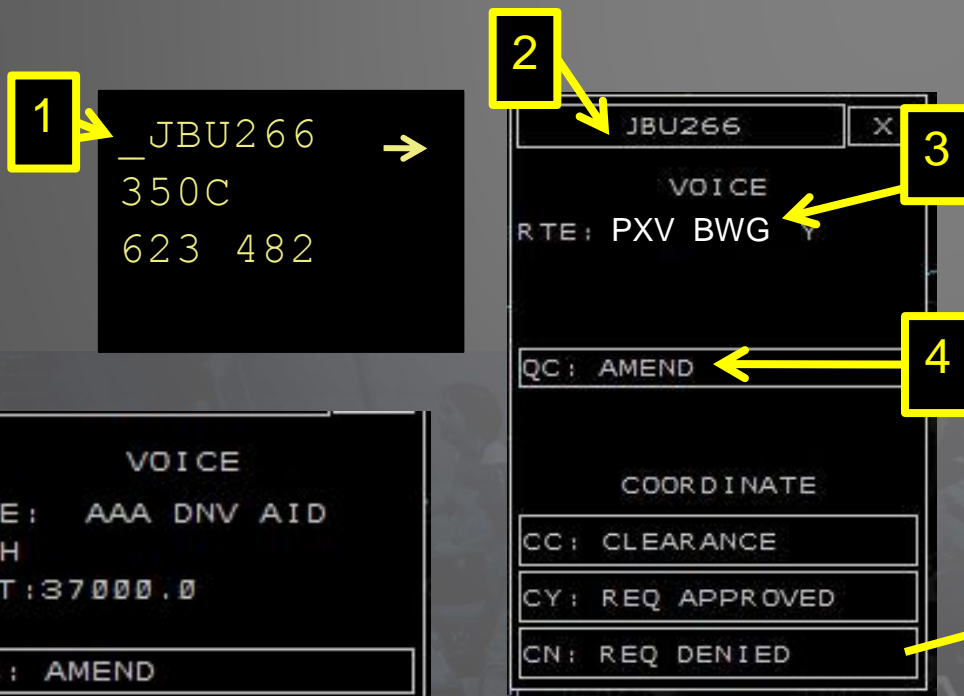 1
_JBU266
350C
623 482
2
JBU266 X
3
VOICE
RTE: PXV BWG Y
4
QC: AMEND
COORDINATE
CC: CLEARANCE
CY: REQ APPROVED
CN: REQ DENIED
VOICE
E: AAA DNV AID
H
T:37000.0
: AMEND